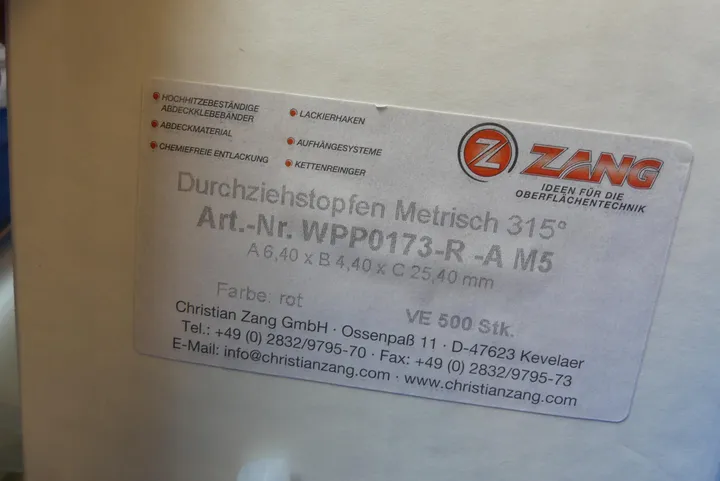 HOCHHITZEBESTÄNDIGE
ABDECKKLEBEBÄNDER
ABDECKMATERIAL
CHEMIEFREIE ENTLACKUNG
LACKIERHAKEN
AUFHÄNGESYSTEME
KETTENREINIGER
Z ZANG
IDEEN FÜR DIE
OBERFLÄCHENTECHNIK
Durchziehstopfen Metrisch 315°
Art.-Nr. WPP0173-R -A M5
A 6,40 x B 4,40 x C 25,40 mm
Farbe: rot VE 500 Stk.
Christian Zang GmbH · Ossenpaß 11 · D-47623 Kevelaer
Tel.: +49 (0) 2832/9795-70 · Fax: +49 (0) 2832/9795-73
E-Mail: info@christianzang.com · www.christianzang.com